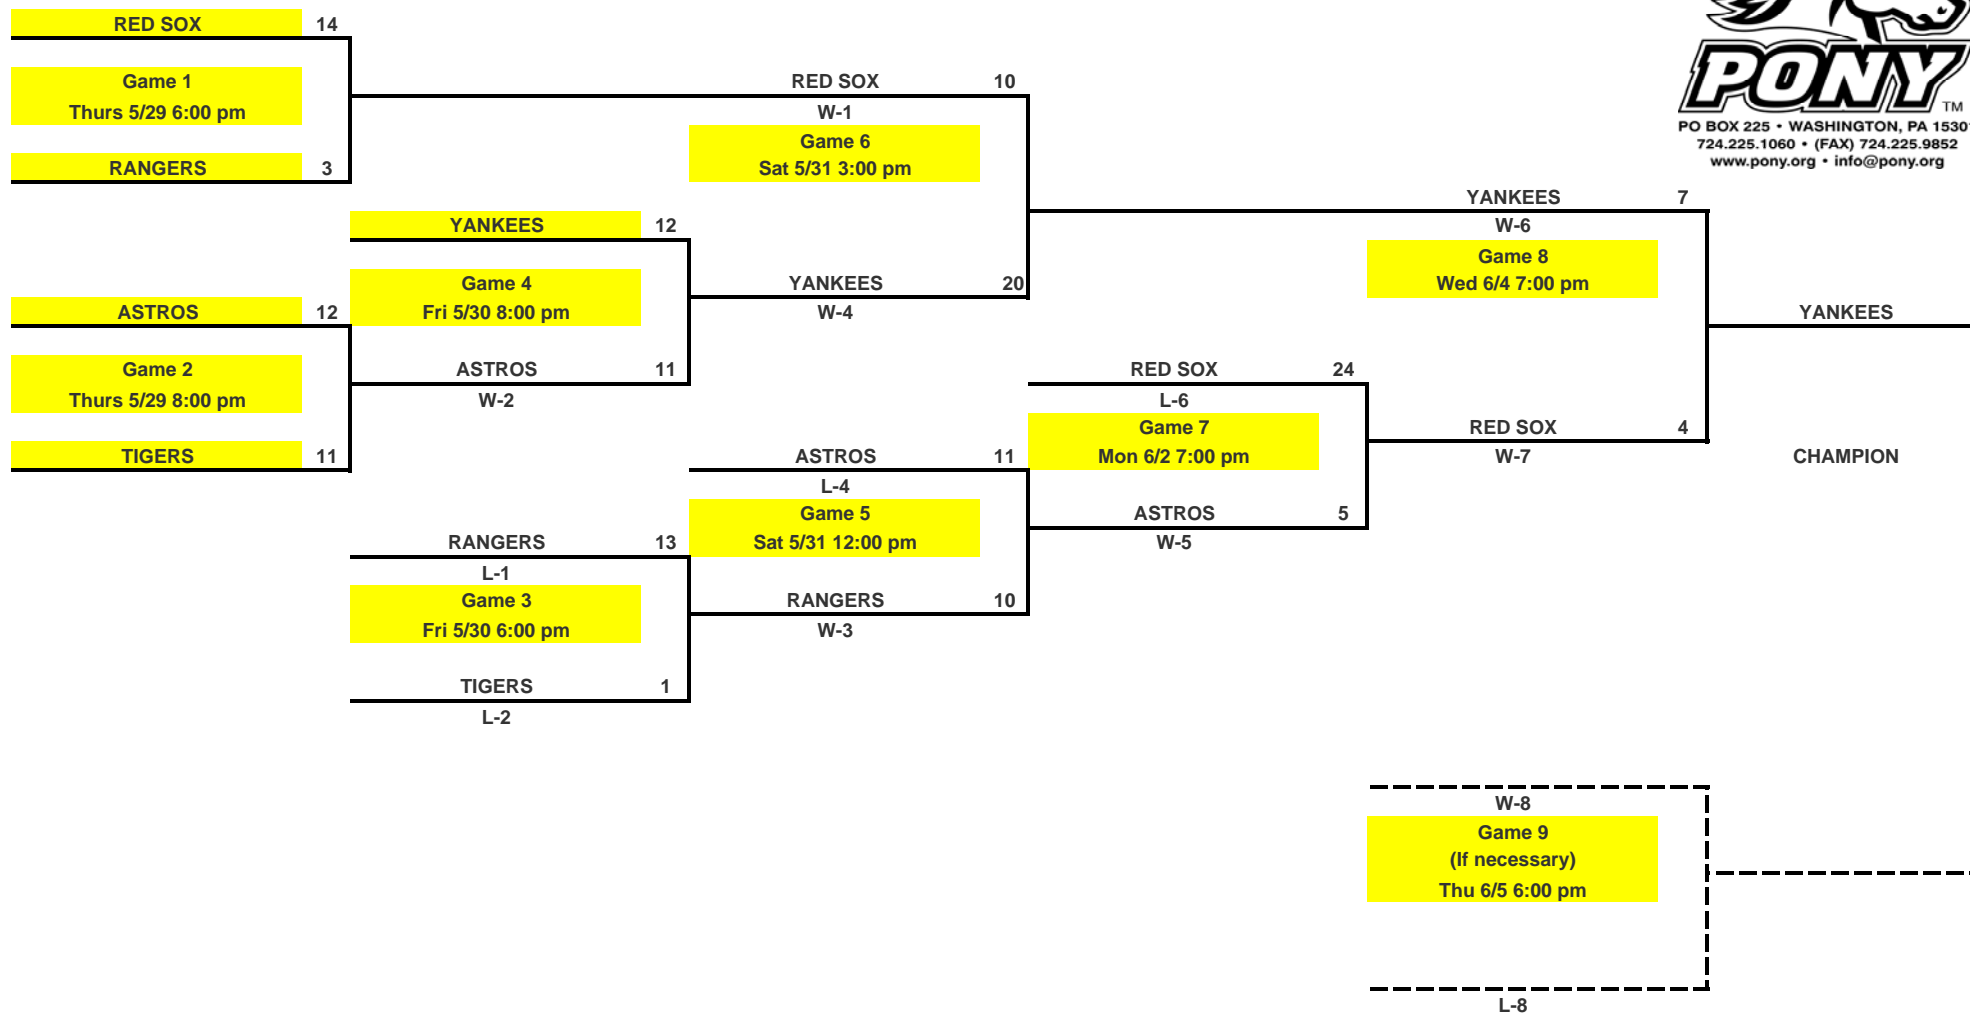 RED SOX 14
Game 1
Thurs 5/29 6:00 pm
RANGERS 3
ASTROS 12
Game 2
Thurs 5/29 8:00 pm
TIGERS 11
YANKEES 12
Game 4
Fri 5/30 8:00 pm
ASTROS 11
W-2
RANGERS 13
L-1
Game 3
Fri 5/30 6:00 pm
TIGERS 1
L-2
RED SOX 10
W-1
Game 6
Sat 5/31 3:00 pm
YANKEES 20
W-4
ASTROS 11
L-4
Game 5
Sat 5/31 12:00 pm
RANGERS 10
W-3
RED SOX 24
L-6
Game 7
Mon 6/2 7:00 pm
ASTROS 5
W-5
PONY TM
PO BOX 225 • WASHINGTON, PA 1530
724.225.1060 • (FAX) 724.225.9852
www.pony.org • info@pony.org
YANKEES 7
W-6
Game 8
Wed 6/4 7:00 pm
RED SOX 4
W-7
YANKEES
CHAMPION
W-8
Game 9
(If necessary)
Thu 6/5 6:00 pm
L-8